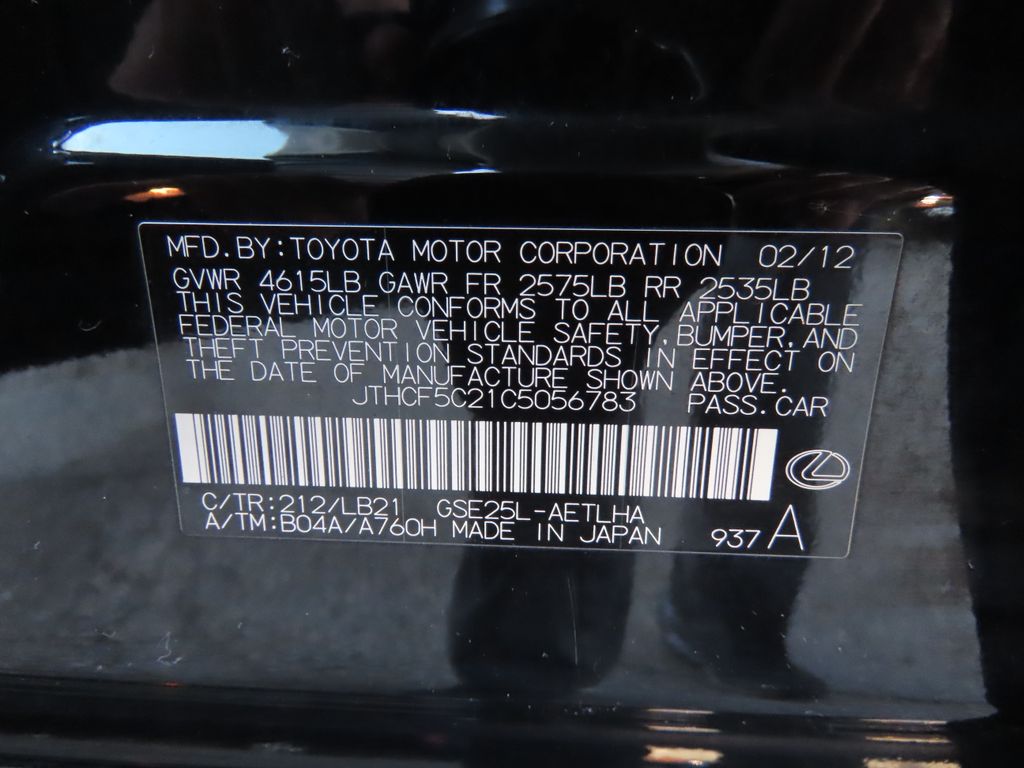 MFD.BY:TOYOTA MOTOR CORPORATION 02/12
GVWR 4615LB GAWR FR 2575LB RR 2535LB
THIS VEHICLE CONFORMS TO ALL APPLICABLE
FEDERAL MOTOR VEHICLE SAFETY,BUMPER,AND
THEFT PREVENTION STANDARDS IN EFFECT ON
THE DATE OF MANUFACTURE SHOWN ABOVE.
JTHCF5C21C5056783 PASS.CAR
C/TR:212/LB21 GSE25L-AETLHA
A/TM:B04A/A760H MADE IN JAPAN 937 A